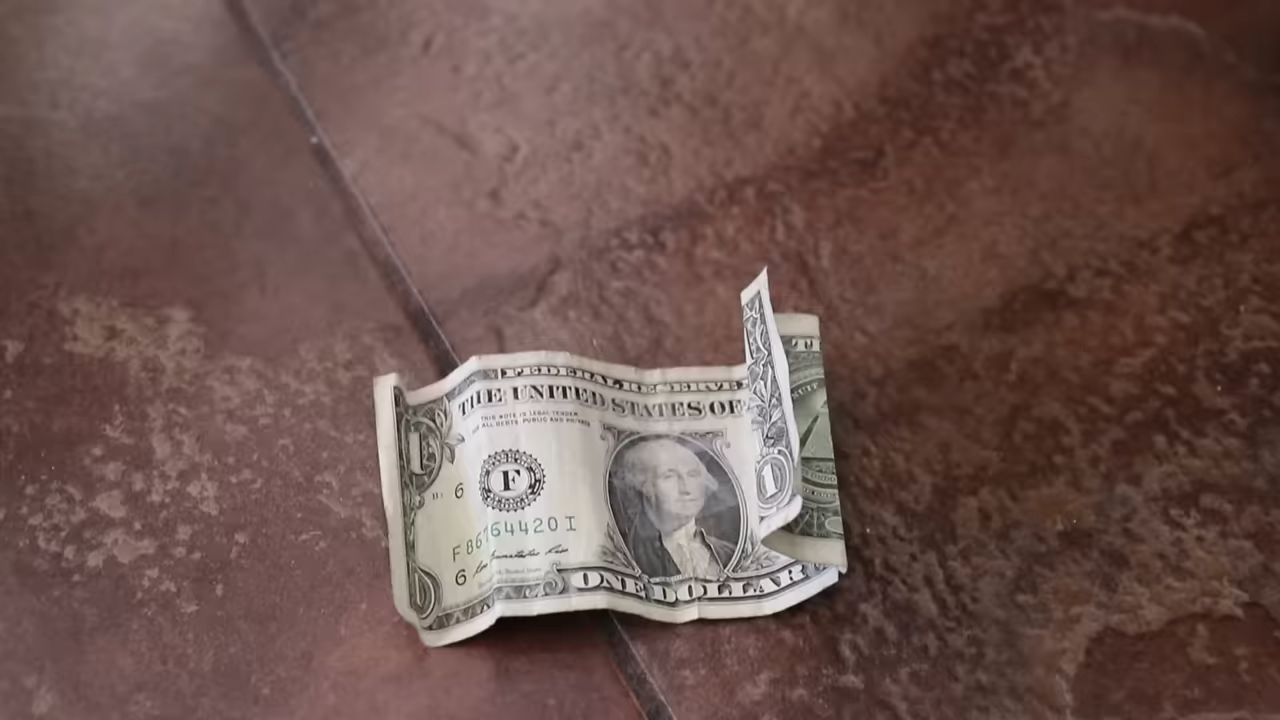 FEDERAL RESERVE
THE UNITED STATES OF
THIS NOTE IS LEGAL TENDER
FOR ALL DEBTS, PUBLIC AND PRIVATE
1
6
F
F 86764420 I
6
1
ONE DOLLAR